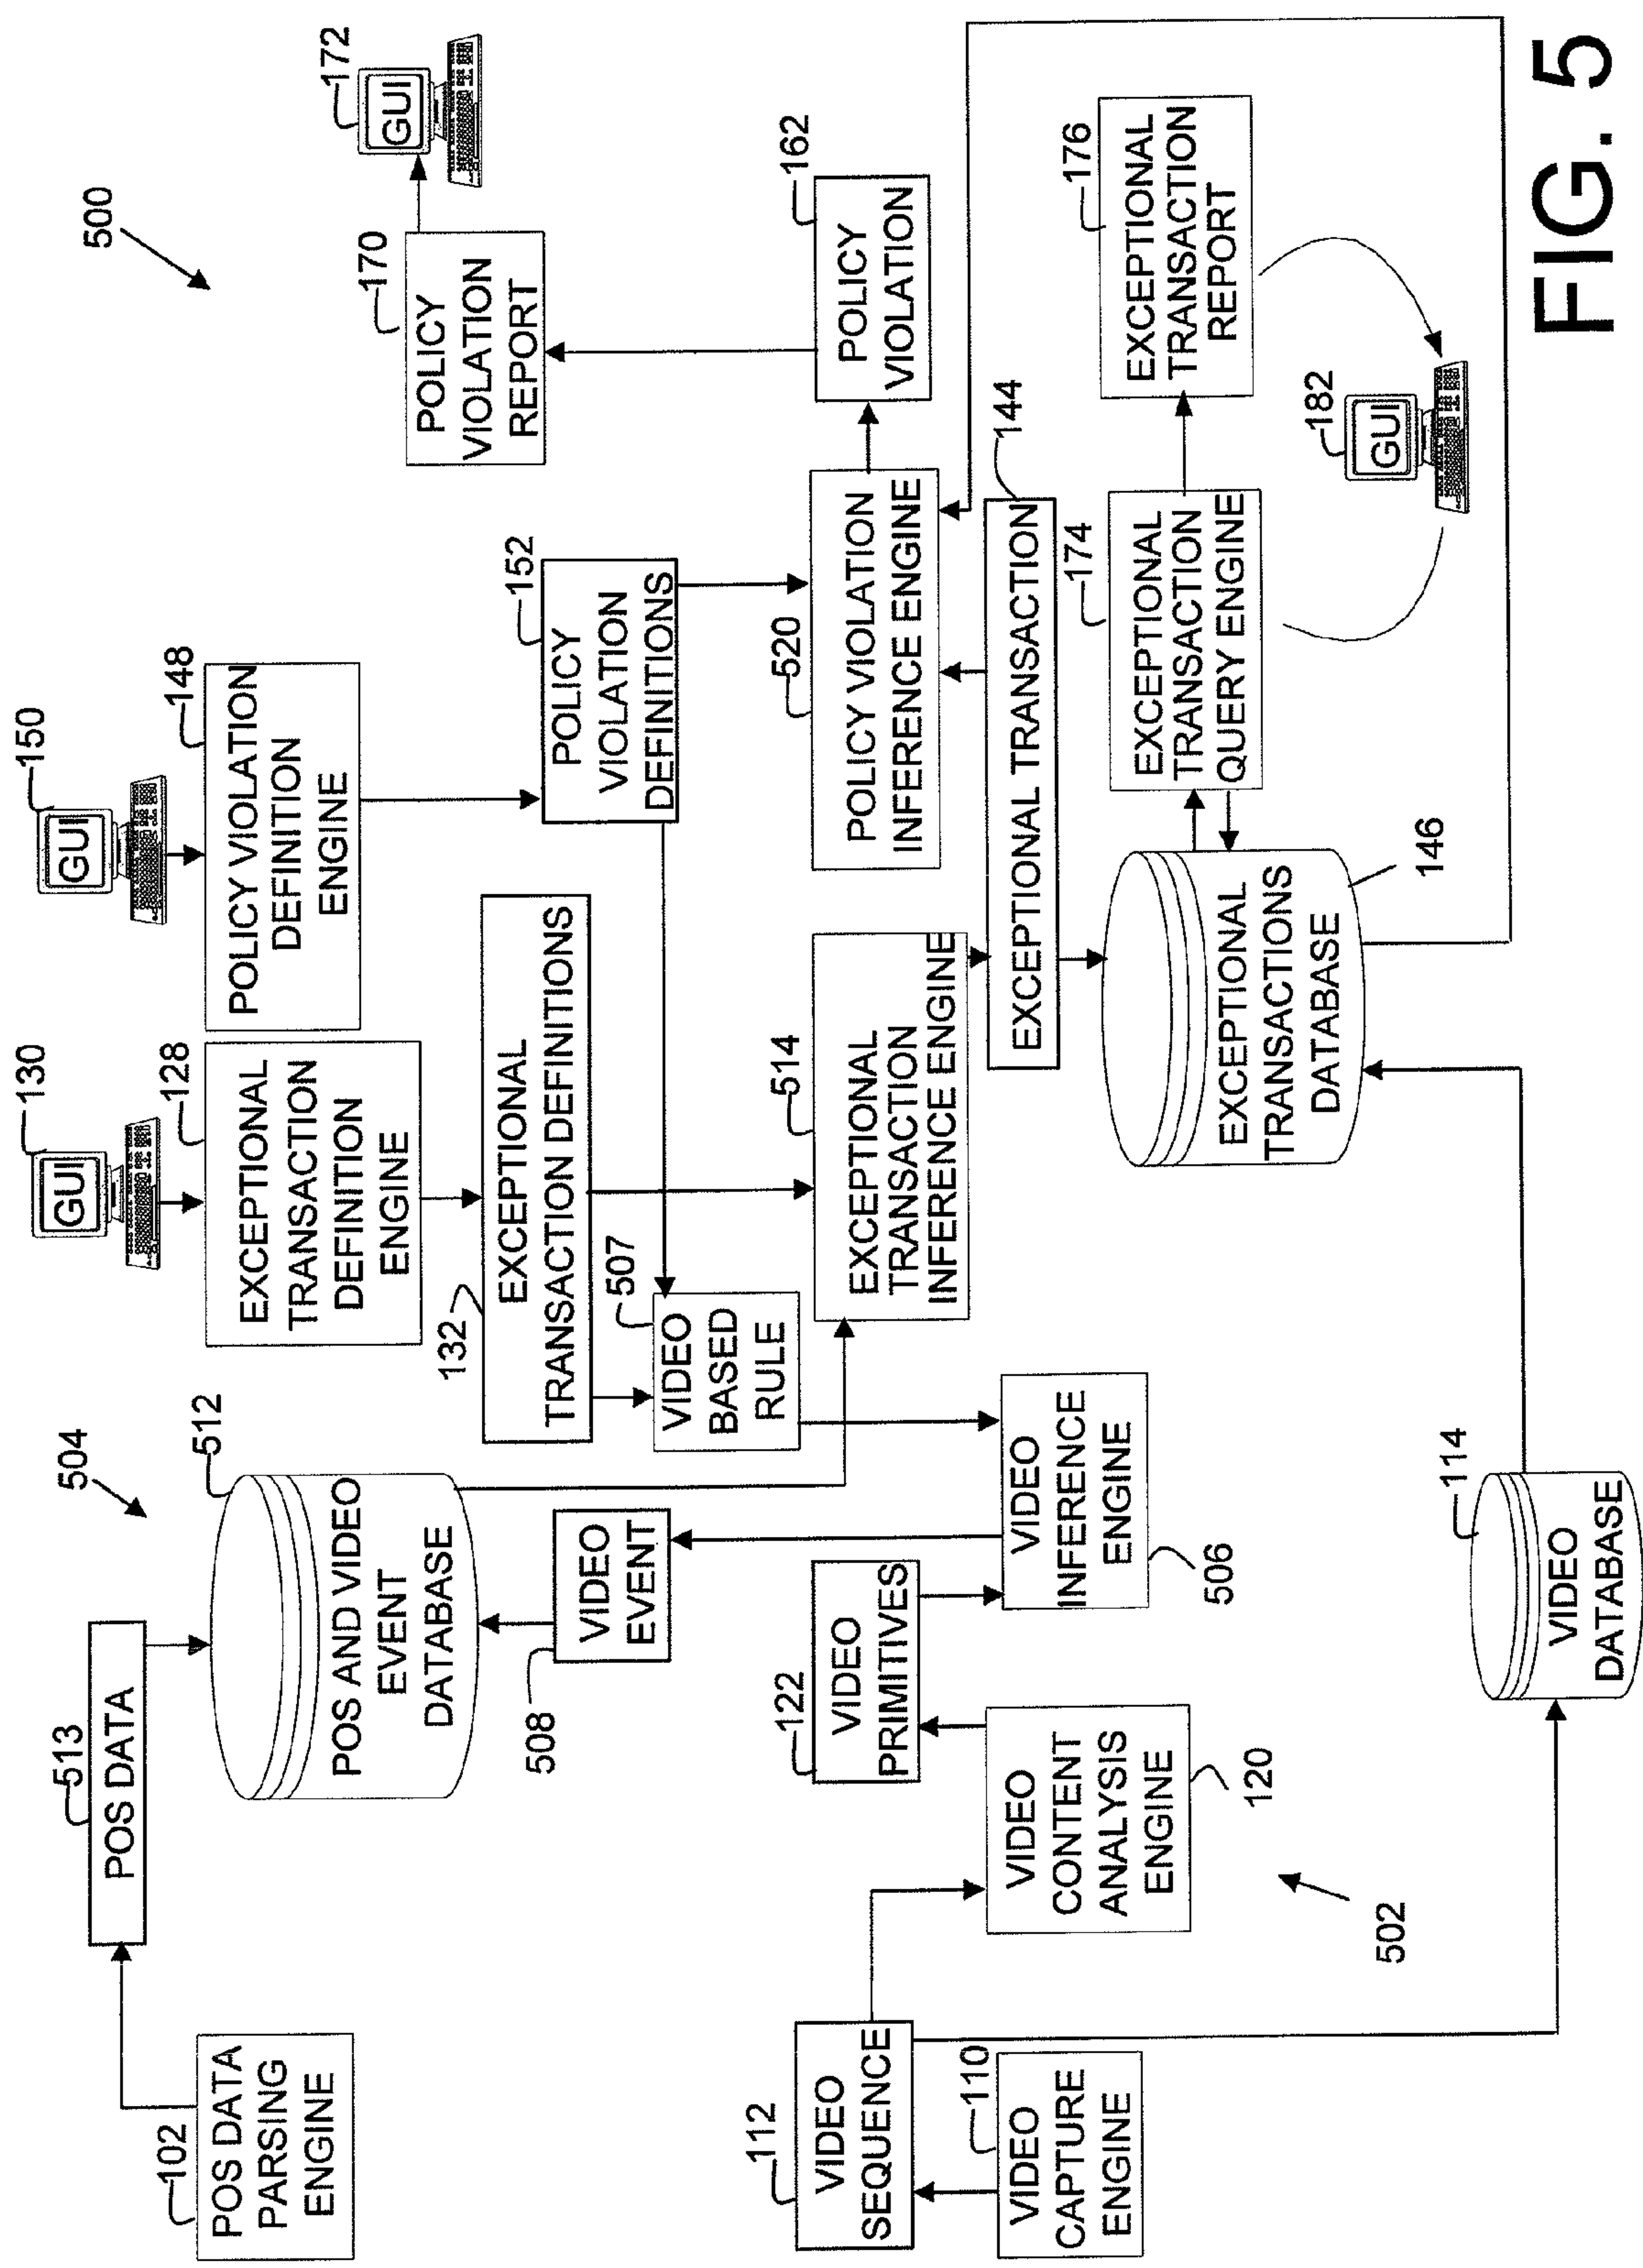 500
504
102
POS DATA
PARSING
ENGINE
513
POS DATA
512
POS AND VIDEO
EVENT
DATABASE
130
GUI
128
EXCEPTIONAL
TRANSACTION
DEFINITION
ENGINE
150
GUI
148
POLICY VIOLATION
DEFINITION
ENGINE
172
GUI
170
POLICY
VIOLATION
REPORT
132
EXCEPTIONAL
TRANSACTION DEFINITIONS
152
POLICY
VIOLATION
DEFINITIONS
508
VIDEO
EVENT
507
VIDEO
BASED
RULE
112
VIDEO
SEQUENCE
122
VIDEO
PRIMITIVES
514
EXCEPTIONAL
TRANSACTION
INFERENCE ENGINE
520
POLICY VIOLATION
INFERENCE ENGINE
162
POLICY
VIOLATION
110
VIDEO
CAPTURE
ENGINE
VIDEO
CONTENT
ANALYSIS
ENGINE
120
VIDEO
INFERENCE
ENGINE
506
144
EXCEPTIONAL TRANSACTION
EXCEPTIONAL
TRANSACTIONS
DATABASE
146
174
EXCEPTIONAL
TRANSACTION
QUERY ENGINE
176
EXCEPTIONAL
TRANSACTION
REPORT
182
GUI
502
114
VIDEO
DATABASE
FIG. 5